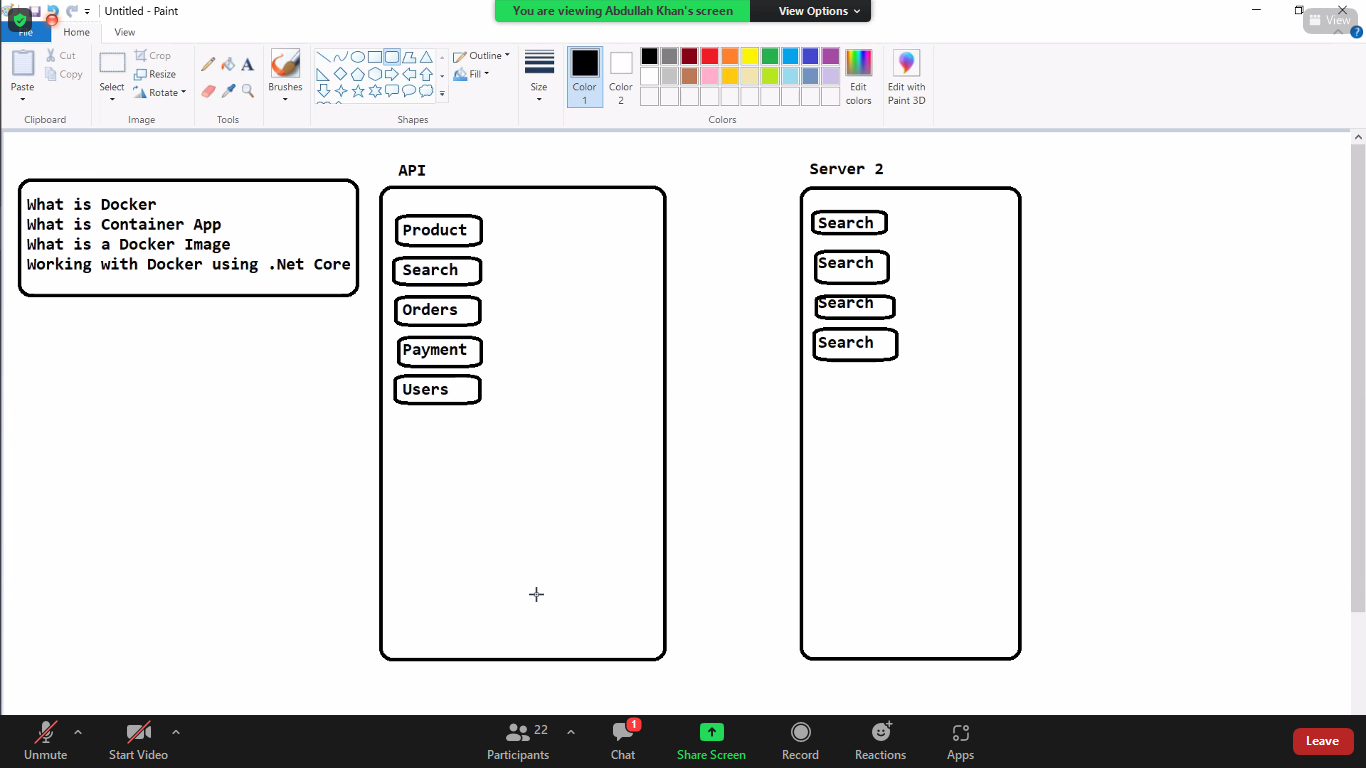 Untitled - Paint
You are viewing Abdullah Khan's screen
View Options
View
File
Home
View
Paste
Cut
Copy
Clipboard
Select
Crop
Resize
Rotate
Image
Tools
Brushes
Shapes
Outline
Fill
Size
Color 1
Color 2
Edit colors
Colors
Edit with Paint 3D
What is Docker
What is Container App
What is a Docker Image
Working with Docker using .Net Core
API
Product
Search
Orders
Payment
Users
Server 2
Search
Search
Search
Search
Unmute
Start Video
22
Participants
1
Chat
Share Screen
Record
Reactions
Apps
Leave